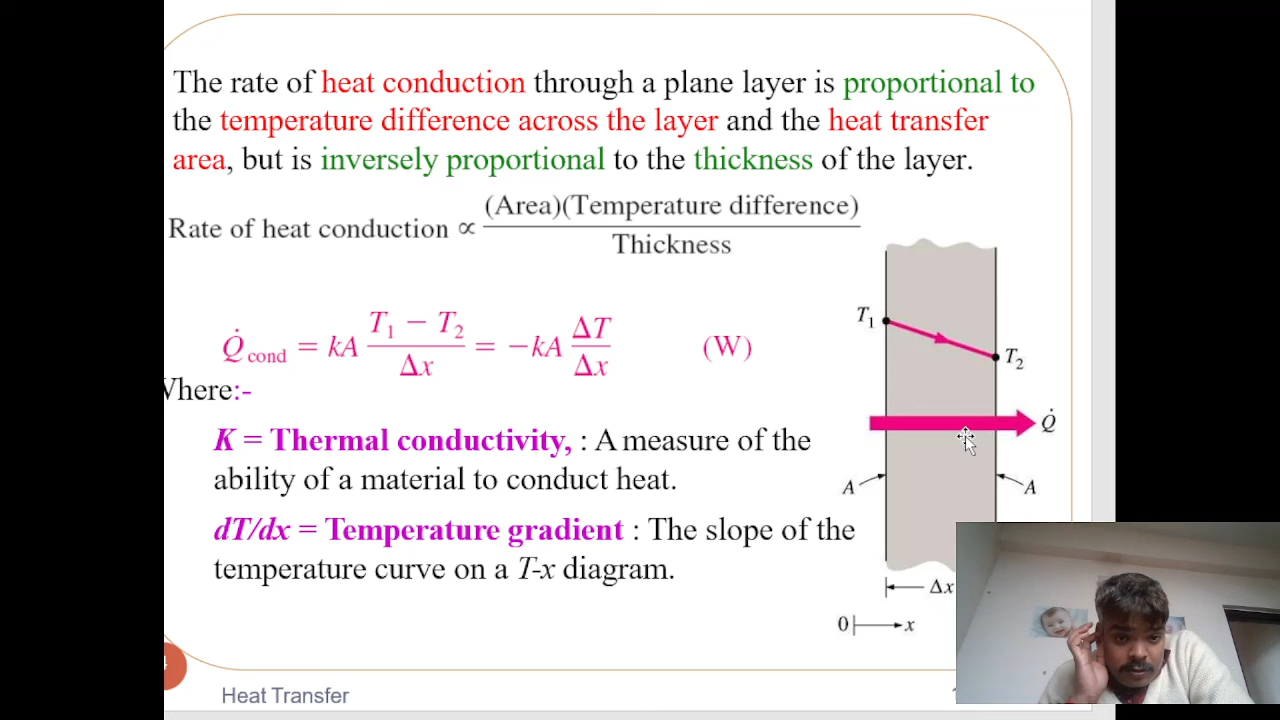 The rate of heat conduction through a plane layer is proportional to
the temperature difference across the layer and the heat transfer
area, but is inversely proportional to the thickness of the layer.
Rate of heat conduction ∝ (Area)(Temperature difference) / Thickness
Q̇cond = kA (T₁ − T₂)/Δx = −kA ΔT/Δx (W)
Where:-
K = Thermal conductivity, : A measure of the
ability of a material to conduct heat.
dT/dx = Temperature gradient : The slope of the
temperature curve on a T-x diagram.
T₁
T₂
Q̇
A
A
Δx
0
x
4
Heat Transfer